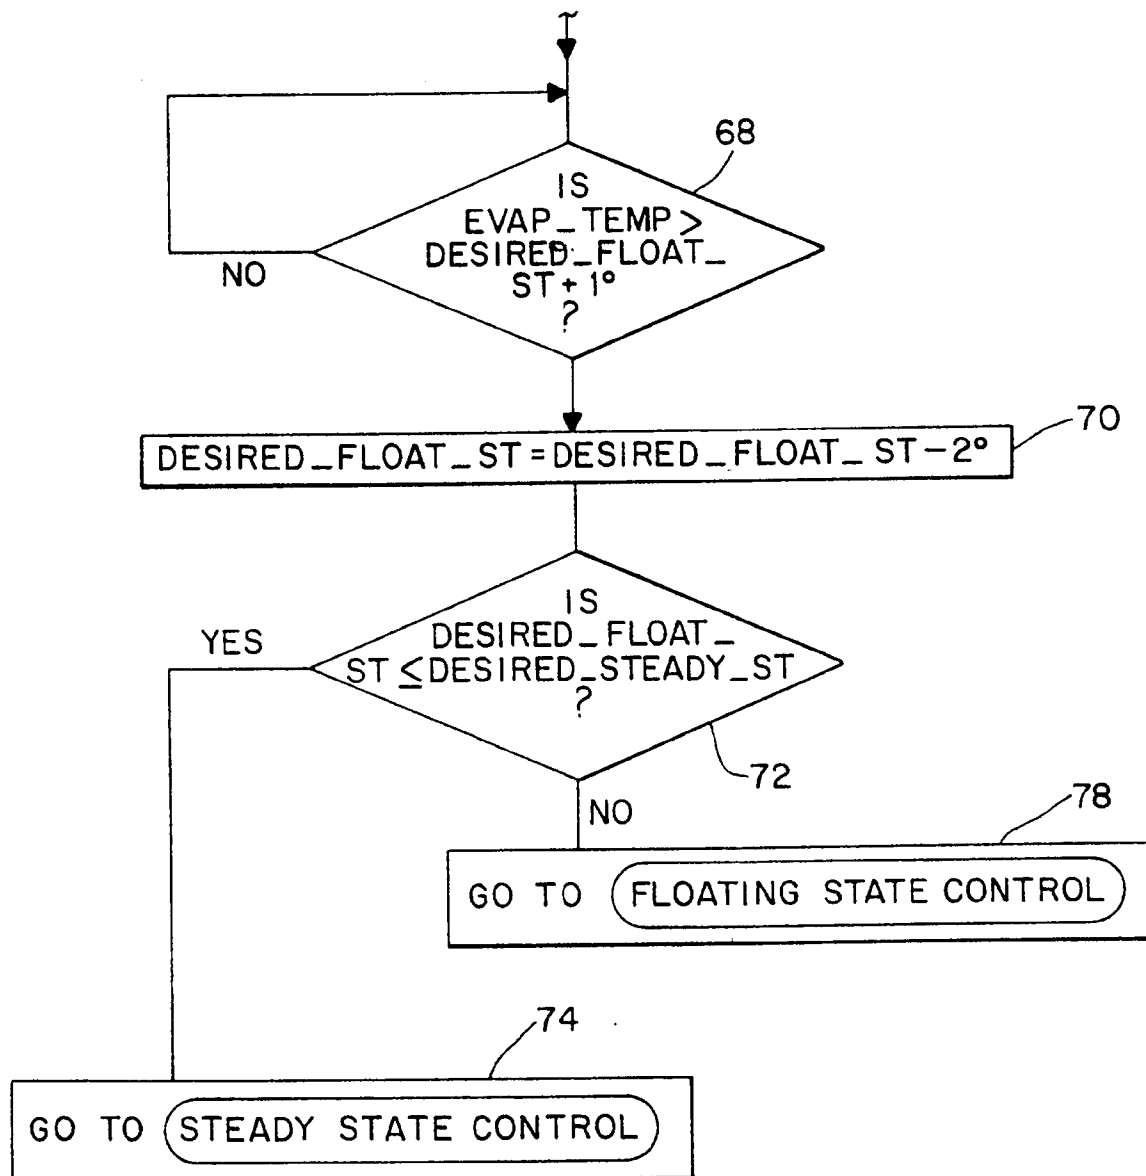 68
IS
EVAP_TEMP >
DESIRED_FLOAT_
ST + 1°
?
NO
70
DESIRED_FLOAT_ST = DESIRED_FLOAT_ST - 2°
IS
DESIRED_FLOAT_
ST ≤ DESIRED_STEADY_ST
?
YES
72
NO
78
GO TO FLOATING STATE CONTROL
74
GO TO STEADY STATE CONTROL